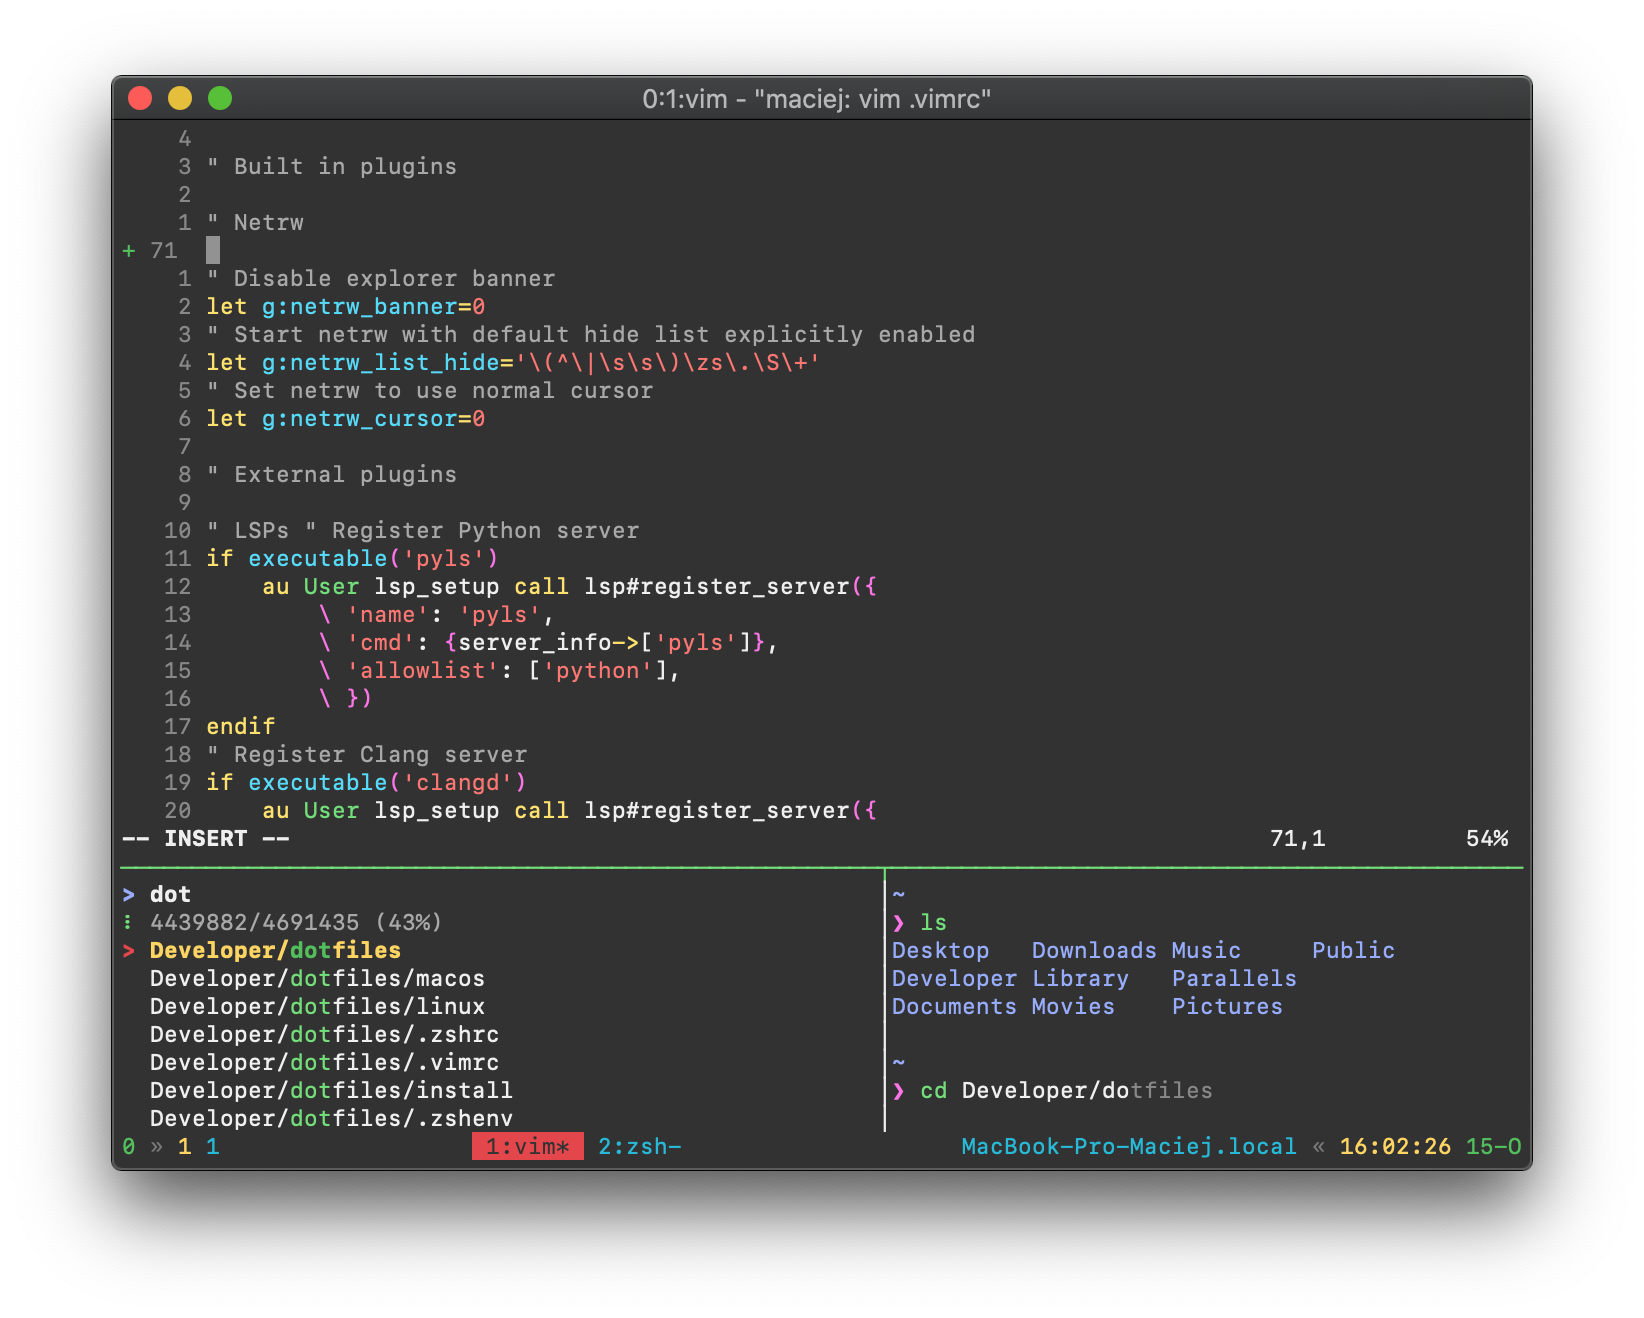 0:1:vim - "maciej: vim .vimrc"
4
3 " Built in plugins
2
1 " Netrw
+ 71
1 " Disable explorer banner
2 let g:netrw_banner=0
3 " Start netrw with default hide list explicitly enabled
4 let g:netrw_list_hide='\(^\|\s\s\)\zs\.\S\+'
5 " Set netrw to use normal cursor
6 let g:netrw_cursor=0
7
8 " External plugins
9
10 " LSPs " Register Python server
11 if executable('pyls')
12     au User lsp_setup call lsp#register_server({
13         \ 'name': 'pyls',
14         \ 'cmd': {server_info->['pyls']},
15         \ 'allowlist': ['python'],
16         \ })
17 endif
18 " Register Clang server
19 if executable('clangd')
20     au User lsp_setup call lsp#register_server({
-- INSERT -- 71,1 54%
> dot
4439882/4691435 (43%)
> Developer/dotfiles
Developer/dotfiles/macos
Developer/dotfiles/linux
Developer/dotfiles/.zshrc
Developer/dotfiles/.vimrc
Developer/dotfiles/install
Developer/dotfiles/.zshenv
~
❯ ls
Desktop Downloads Music Public
Developer Library Parallels
Documents Movies Pictures
~
❯ cd Developer/dotfiles
0 » 1 1 1:vim* 2:zsh- MacBook-Pro-Maciej.local « 16:02:26 15-O